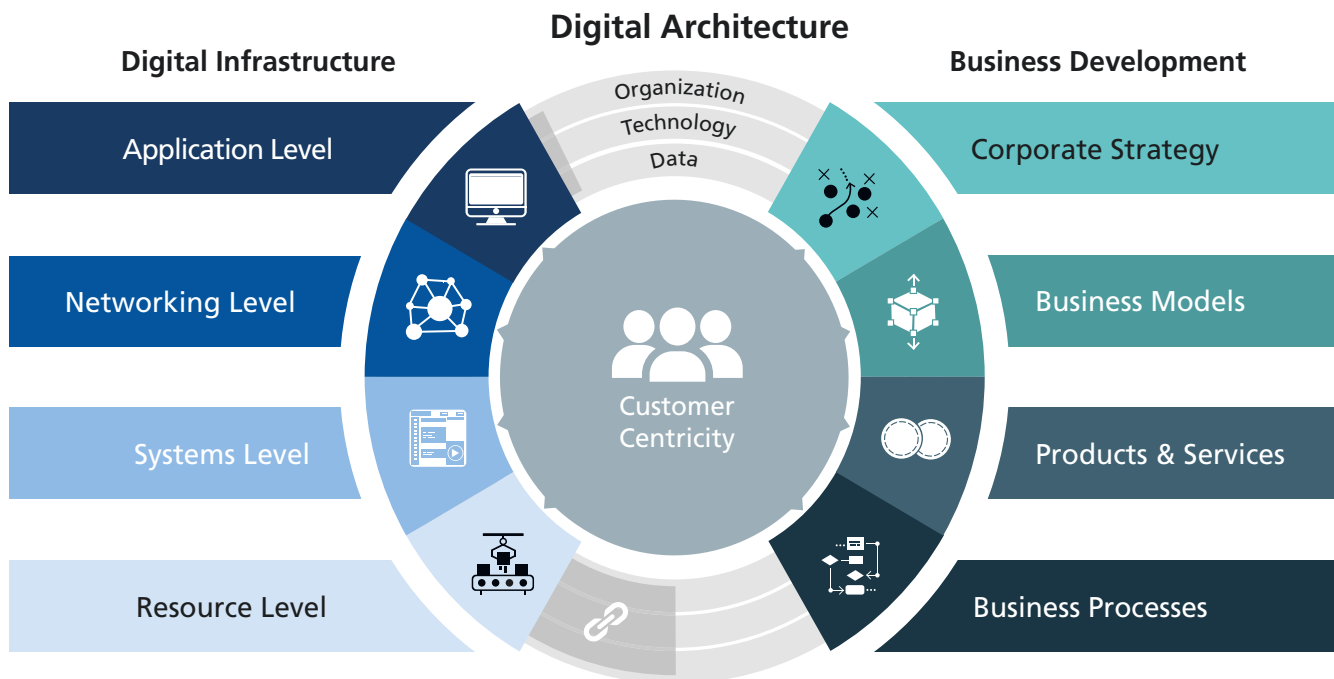 Digital Architecture
Digital Infrastructure
Business Development
Organization
Technology
Data
Application Level
Corporate Strategy
Networking Level
Business Models
Customer
Centricity
Systems Level
Products & Services
Resource Level
Business Processes